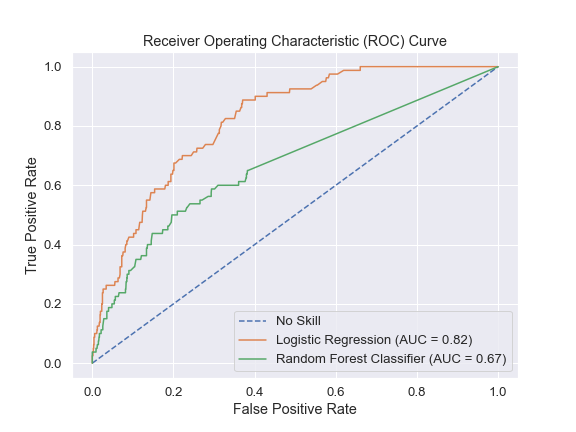 Receiver Operating Characteristic (ROC) Curve
1.0
0.8
0.6
0.4
0.2
0.0
True Positive Rate
No Skill
Logistic Regression (AUC = 0.82)
Random Forest Classifier (AUC = 0.67)
0.0 0.2 0.4 0.6 0.8 1.0
False Positive Rate